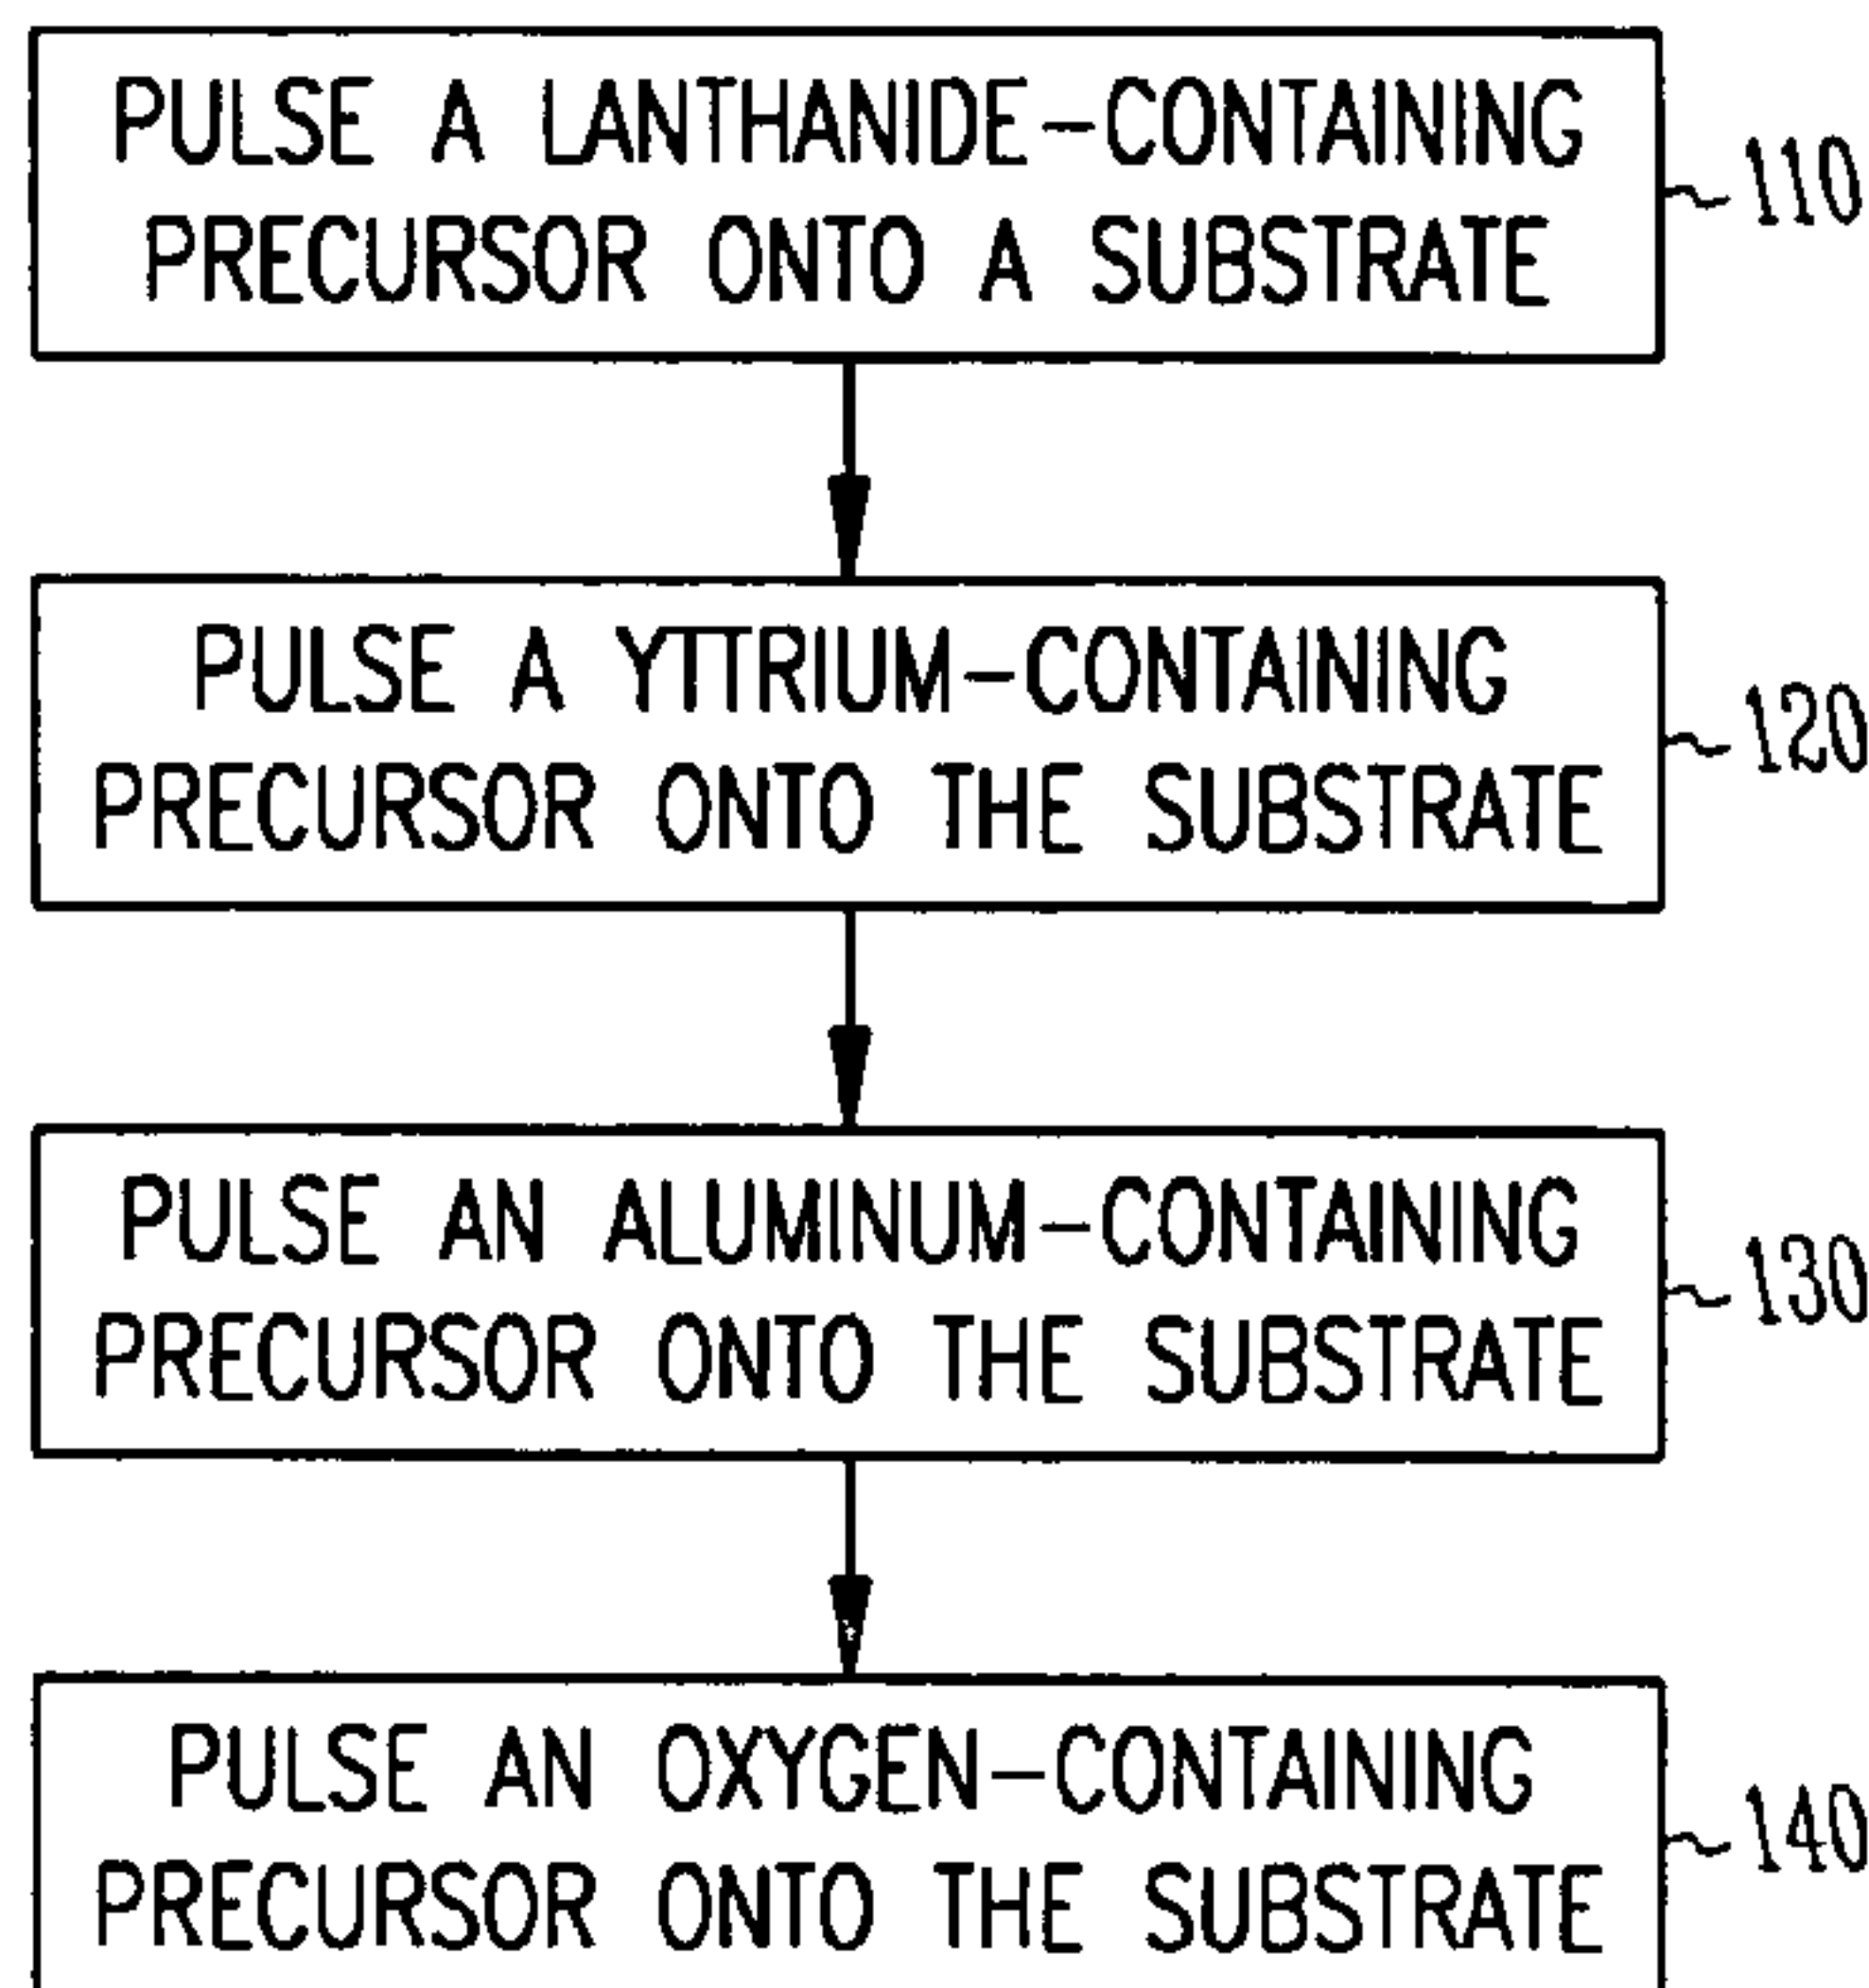 PULSE A LANTHANIDE-CONTAINING
PRECURSOR ONTO A SUBSTRATE
110
PULSE A YTTRIUM-CONTAINING
PRECURSOR ONTO THE SUBSTRATE
120
PULSE AN ALUMINUM-CONTAINING
PRECURSOR ONTO THE SUBSTRATE
130
PULSE AN OXYGEN-CONTAINING
PRECURSOR ONTO THE SUBSTRATE
140